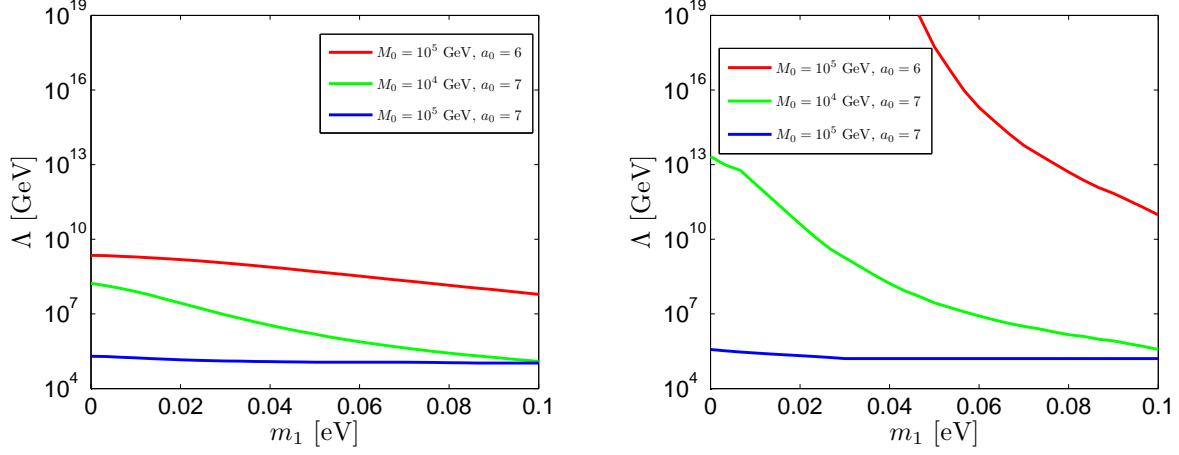 10^19
10^16
10^13
10^10
10^7
10^4
Λ [GeV]
M_0 = 10^5 GeV, a_0 = 6
M_0 = 10^4 GeV, a_0 = 7
M_0 = 10^5 GeV, a_0 = 7
0 0.02 0.04 0.06 0.08 0.1
m_1 [eV]
10^19
10^16
10^13
10^10
10^7
10^4
Λ [GeV]
M_0 = 10^5 GeV, a_0 = 6
M_0 = 10^4 GeV, a_0 = 7
M_0 = 10^5 GeV, a_0 = 7
0 0.02 0.04 0.06 0.08 0.1
m_1 [eV]